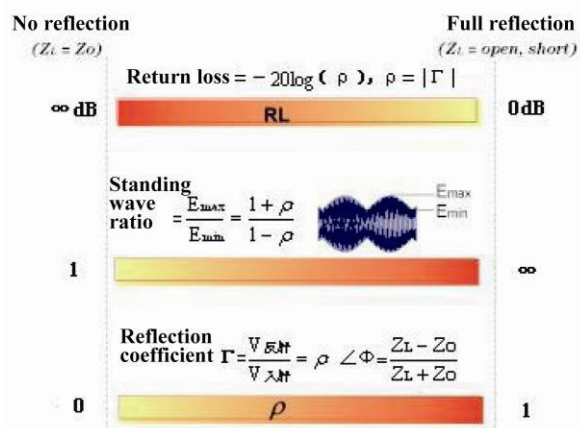 No reflection Full reflection
(ZL = Zo) (ZL = open, short)
Return loss = − 20log( ρ ), ρ = |Γ|
∞ dB RL 0dB
Standing wave ratio = Emax/Emin = (1 + ρ)/(1 − ρ)
Emax
Emin
1 ∞
Reflection coefficient Γ = V反射/V入射 = ρ ∠Φ = (ZL − ZO)/(ZL + ZO)
0 ρ 1